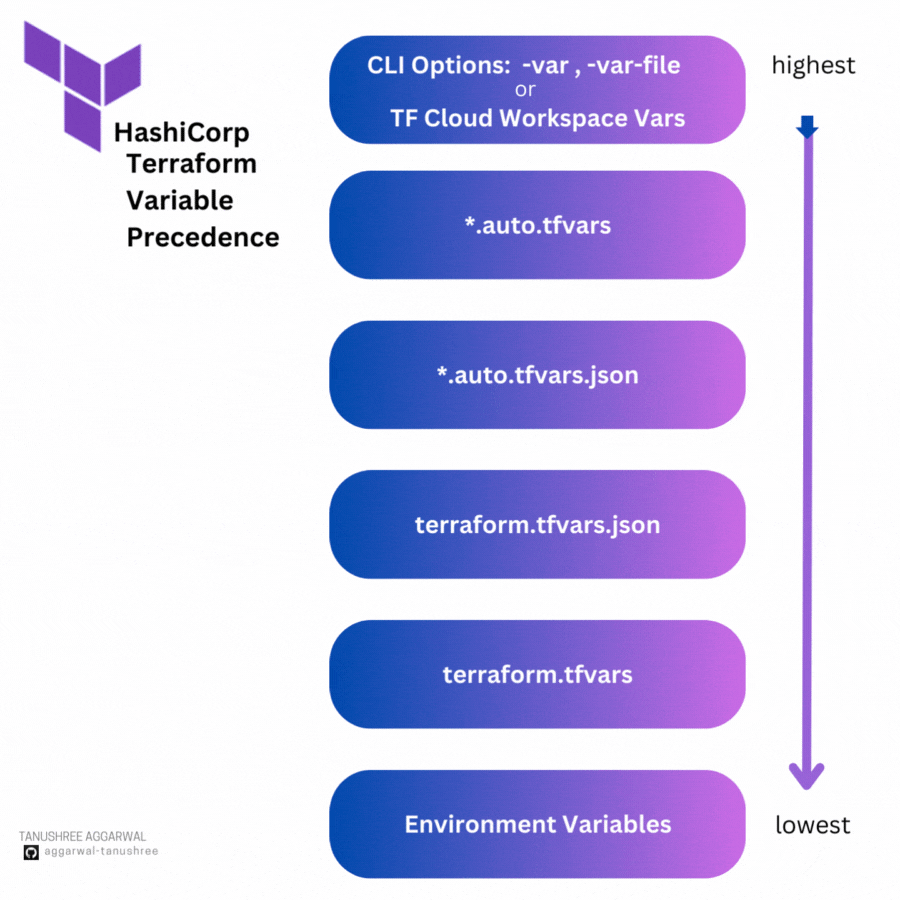 HashiCorp
Terraform
Variable
Precedence
CLI Options: -var , -var-file
or
TF Cloud Workspace Vars
*.auto.tfvars
*.auto.tfvars.json
terraform.tfvars.json
terraform.tfvars
Environment Variables
highest
lowest
TANUSHREE AGGARWAL
aggarwal-tanushree